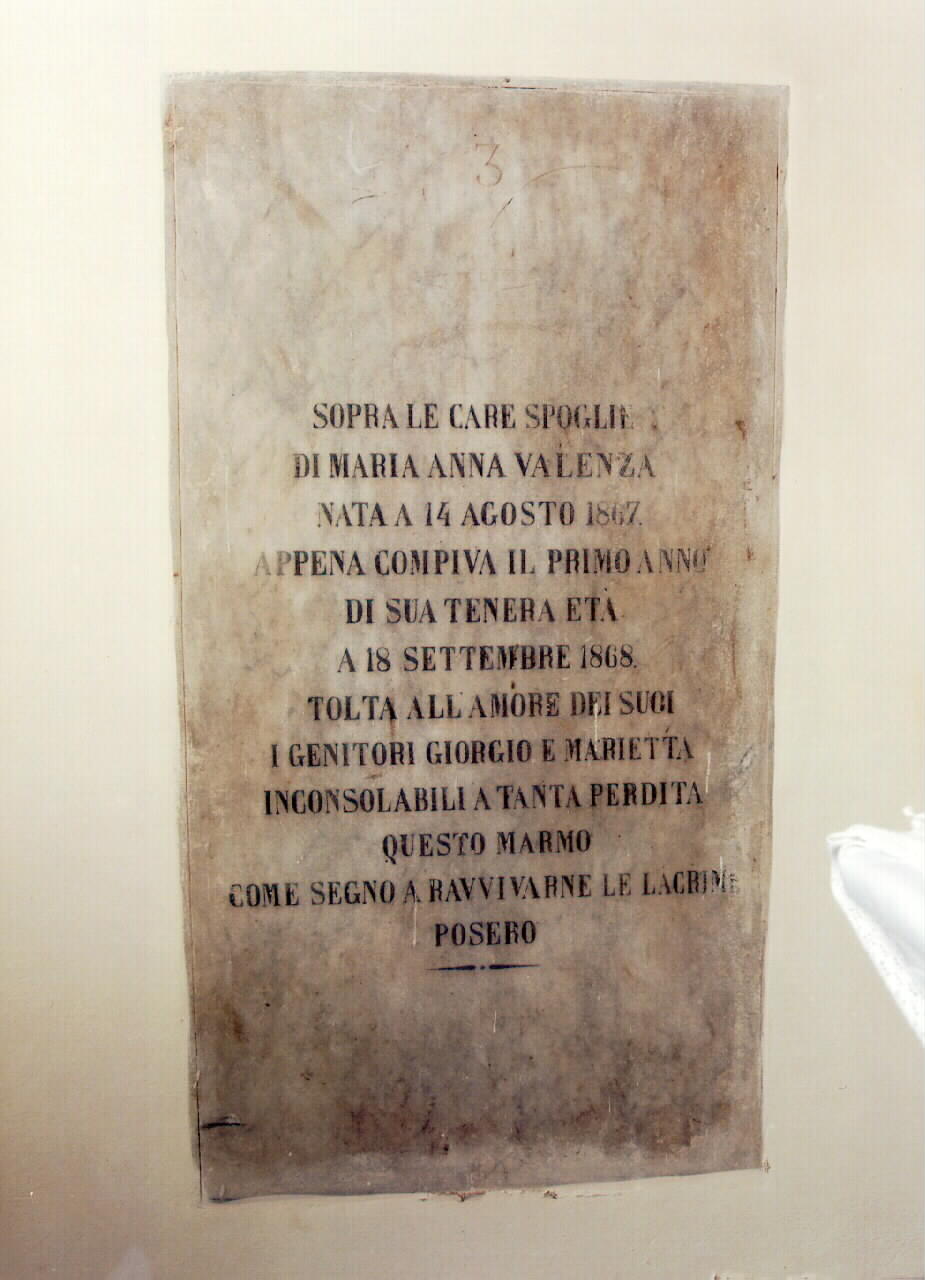 3
SOPRA LE CARE SPOGLIE
DI MARIA ANNA VALENZA
NATA A 14 AGOSTO 1867.
APPENA COMPIVA IL PRIMO ANNO
DI SUA TENERA ETÀ
A 18 SETTEMBRE 1868.
TOLTA ALL'AMORE DEI SUOI
I GENITORI GIORGIO E MARIETTA
INCONSOLABILI A TANTA PERDITA
QUESTO MARMO
COME SEGNO A RAVVIVARNE LE LACRIME
POSERO